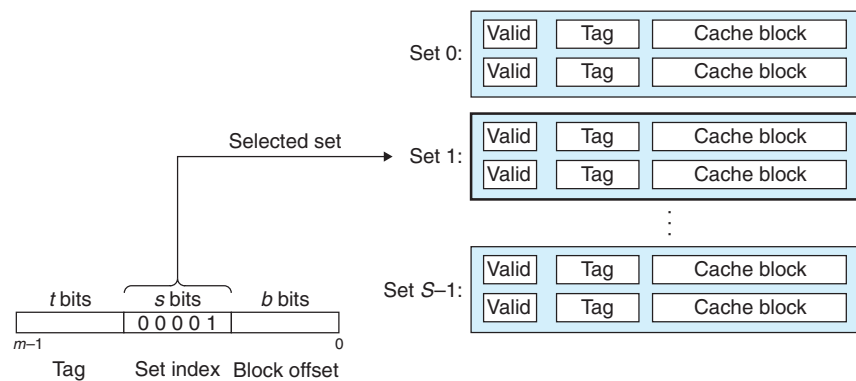 Set 0:
Valid Tag Cache block
Valid Tag Cache block
Selected set
Set 1:
Valid Tag Cache block
Valid Tag Cache block
Set S–1:
Valid Tag Cache block
Valid Tag Cache block
t bits s bits b bits
0 0 0 0 1
m–1 0
Tag Set index Block offset